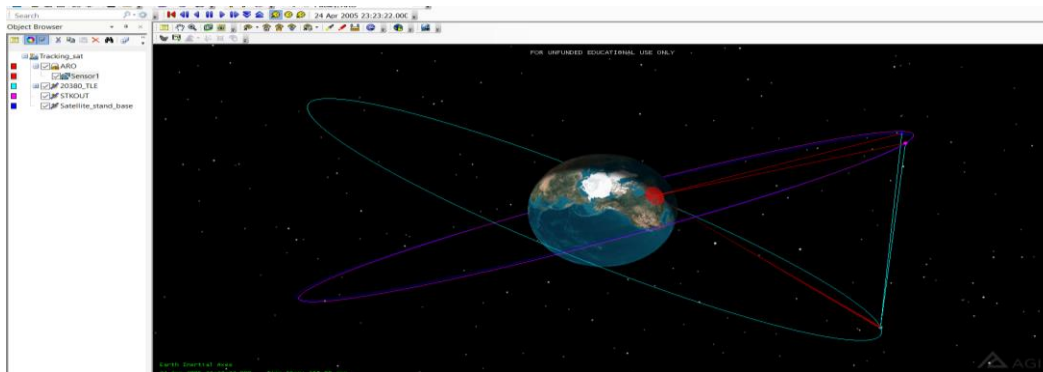 Search
24 Apr 2005 23:23:22.00
Object Browser
Tracking_sat
ARO
Sensor1
20380_TLE
STKOUT
Satellite_stand_base
FOR UNFUNDED EDUCATIONAL USE ONLY
Earth Inertial Axes
AGI